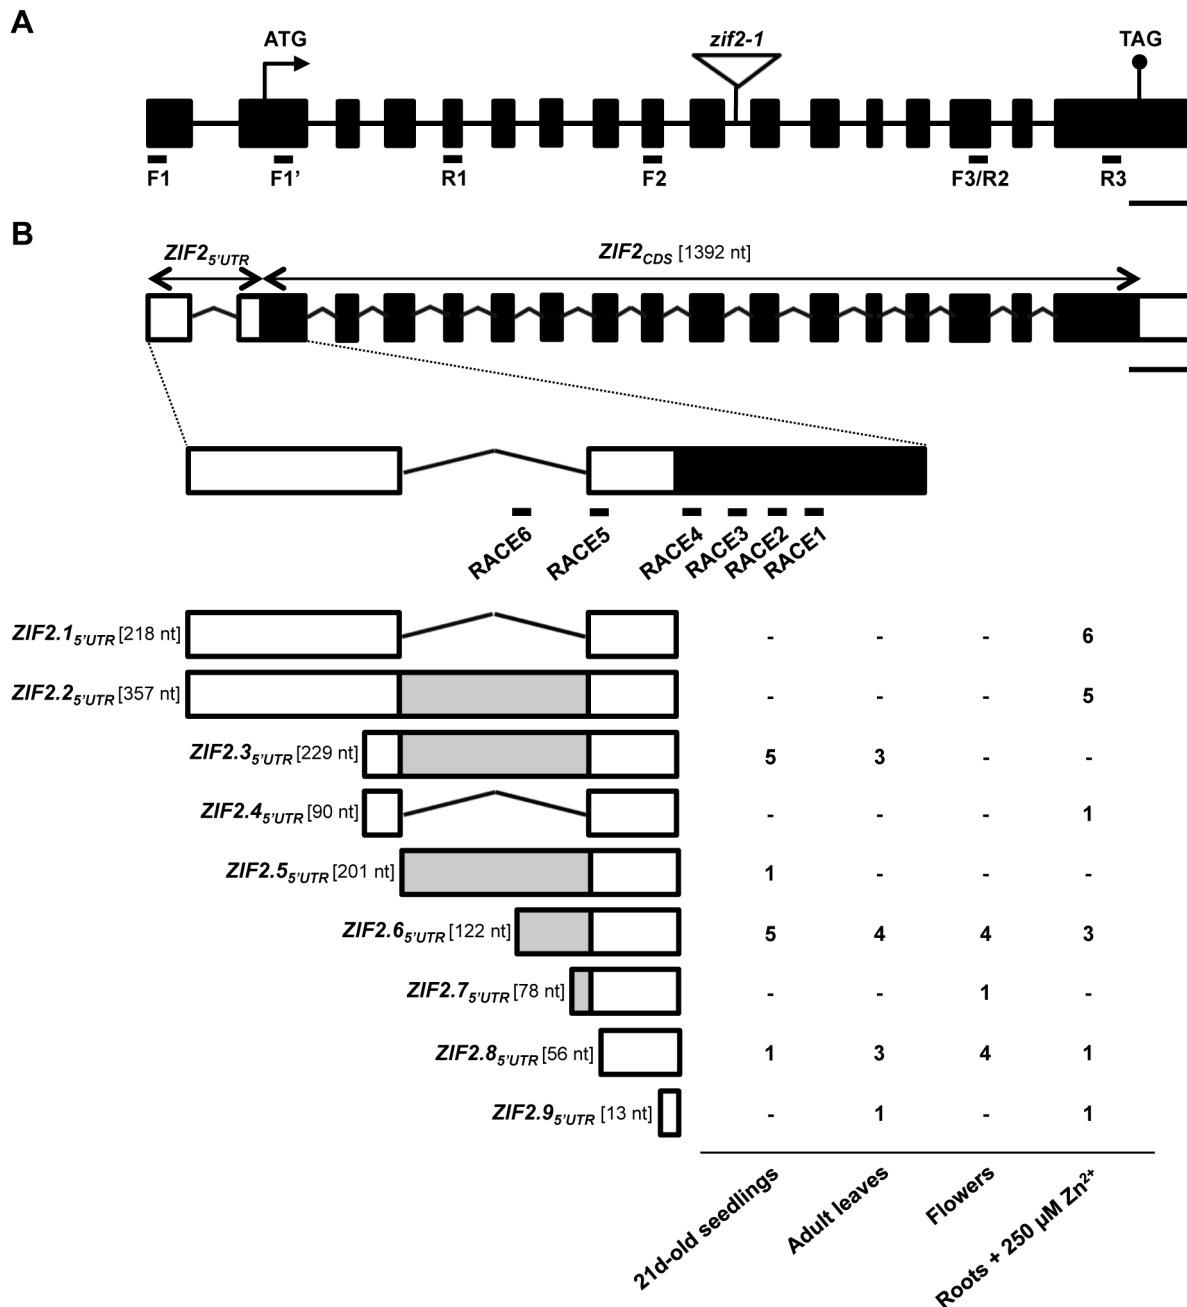 A
ATG
zif2-1
TAG
F1
F1’
R1
F2
F3/R2
R3
B
ZIF2 5’UTR
ZIF2 CDS [1392 nt]
RACE6
RACE5
RACE4
RACE3
RACE2
RACE1
ZIF2.1 5’UTR [218 nt] - - - 6
ZIF2.2 5’UTR [357 nt] - - - 5
ZIF2.3 5’UTR [229 nt] 5 3 - -
ZIF2.4 5’UTR [90 nt] - - - 1
ZIF2.5 5’UTR [201 nt] 1 - - -
ZIF2.6 5’UTR [122 nt] 5 4 4 3
ZIF2.7 5’UTR [78 nt] - - 1 -
ZIF2.8 5’UTR [56 nt] 1 3 4 1
ZIF2.9 5’UTR [13 nt] - 1 - 1
21d-old seedlings
Adult leaves
Flowers
Roots + 250 µM Zn²⁺